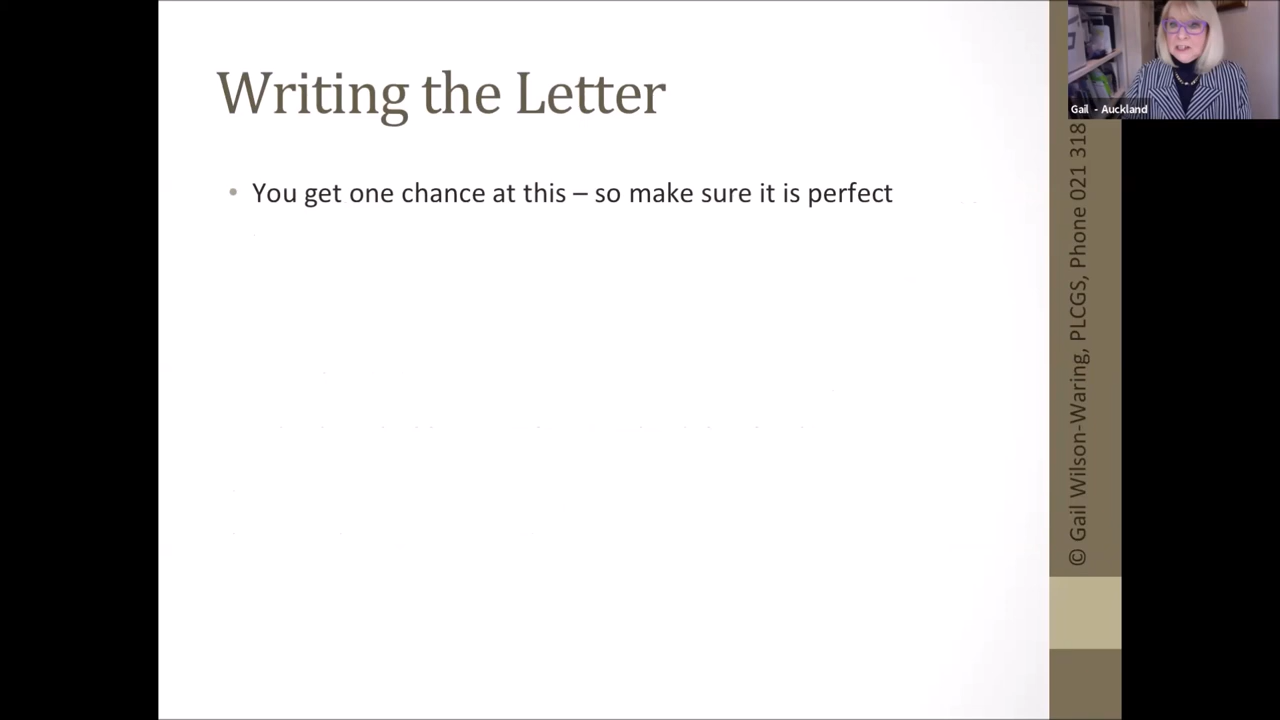 Writing the Letter
• You get one chance at this – so make sure it is perfect
Gail - Auckland
© Gail Wilson-Waring, PLCGS, Phone 021 318